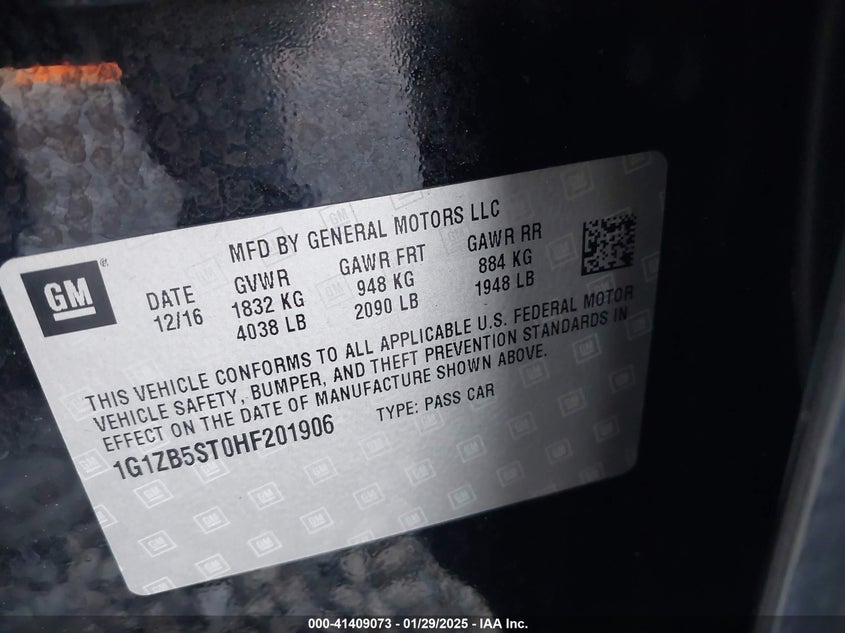 MFD BY GENERAL MOTORS LLC
GM
DATE
12/16
GVWR
1832 KG
4038 LB
GAWR FRT
948 KG
2090 LB
GAWR RR
884 KG
1948 LB
THIS VEHICLE CONFORMS TO ALL APPLICABLE U.S. FEDERAL MOTOR
VEHICLE SAFETY, BUMPER, AND THEFT PREVENTION STANDARDS IN
EFFECT ON THE DATE OF MANUFACTURE SHOWN ABOVE.
1G1ZB5ST0HF201906
TYPE: PASS CAR
000-41409073 - 01/29/2025 - IAA Inc.